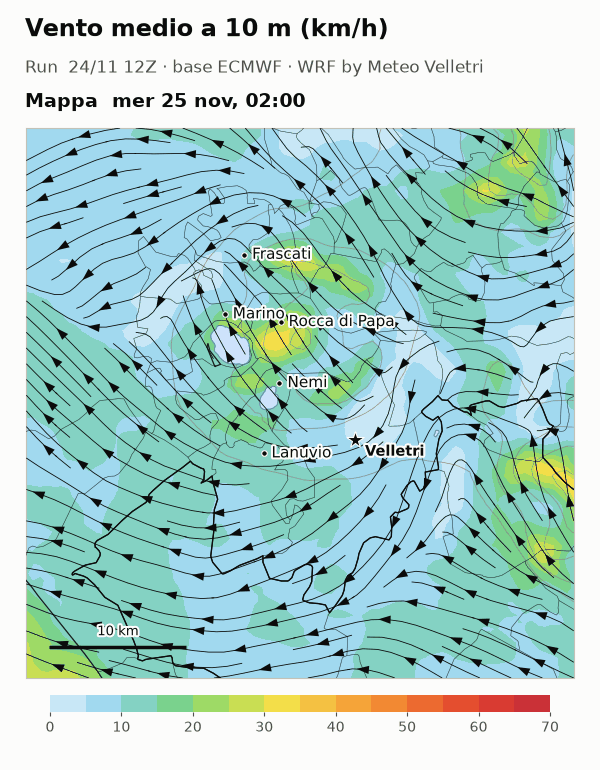 Vento medio a 10 m (km/h)
Run 24/11 12Z · base ECMWF · WRF by Meteo Velletri
Mappa mer 25 nov, 02:00
Frascati
Marino
Rocca di Papa
Nemi
Velletri
Lanuvio
10 km
0 10 20 30 40 50 60 70